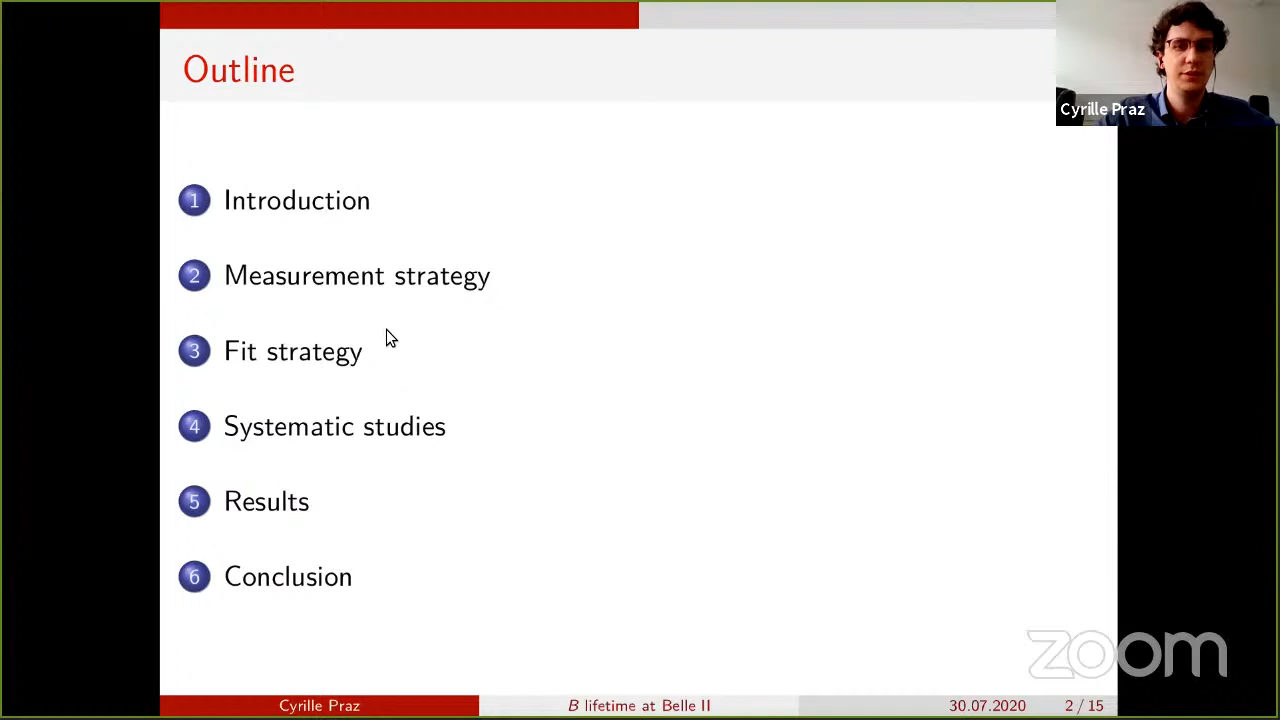 Outline
Cyrille Praz
1 Introduction
2 Measurement strategy
3 Fit strategy
4 Systematic studies
5 Results
6 Conclusion
zoom
Cyrille Praz B lifetime at Belle II 30.07.2020 2 / 15